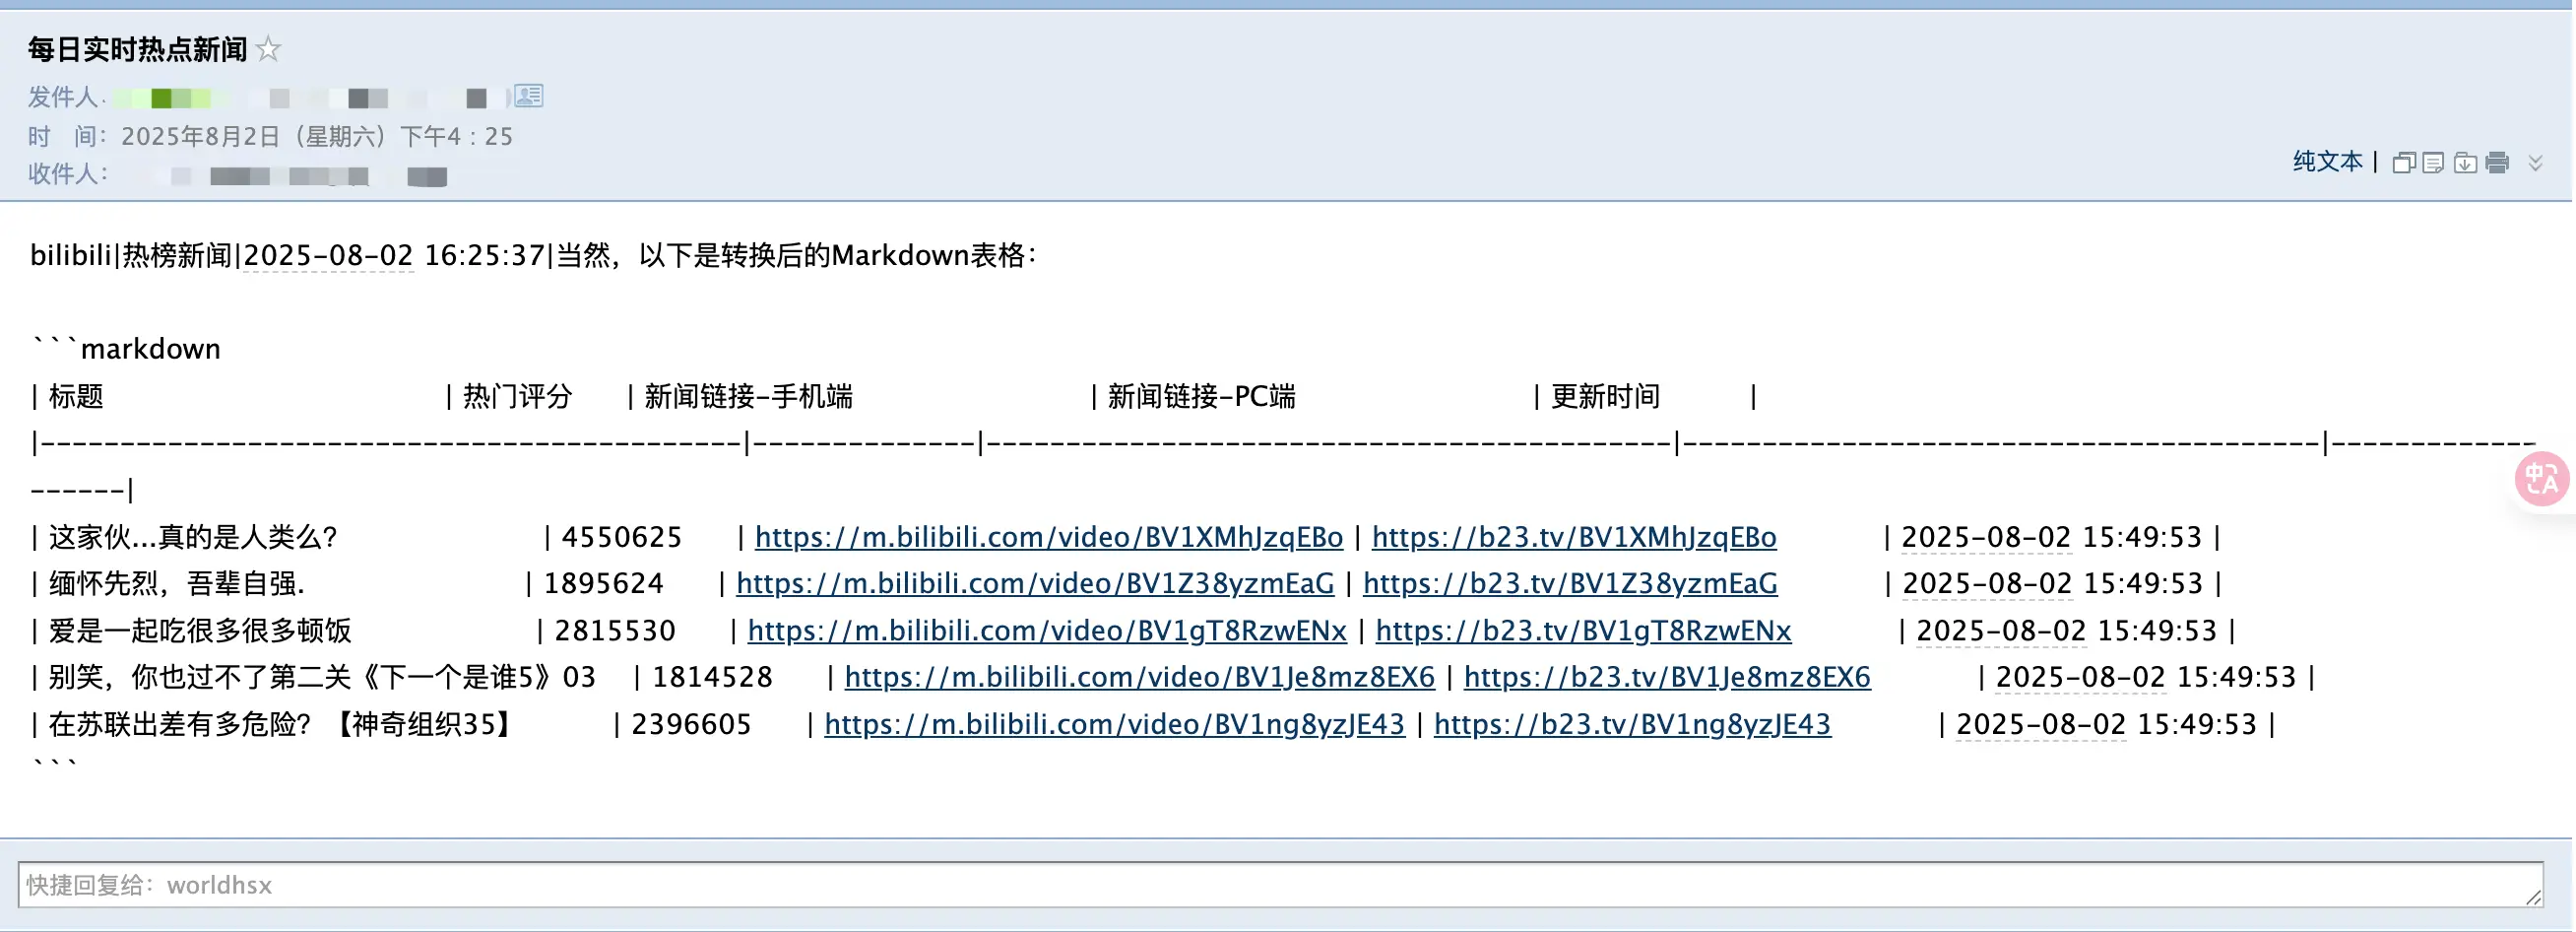 每日实时热点新闻
发件人
时 间：2025年8月2日（星期六）下午4：25
收件人：
纯文本 |
bilibili|热榜新闻|2025-08-02 16:25:37|当然，以下是转换后的Markdown表格：
```markdown
| 标题 | 热门评分 | 新闻链接-手机端 | 新闻链接-PC端 | 更新时间 |
|--------------------------------------------|--------------|-------------------------------------------|----------------------------------------|-------------
------|
| 这家伙...真的是人类么？ | 4550625 | https://m.bilibili.com/video/BV1XMhJzqEBo | https://b23.tv/BV1XMhJzqEBo | 2025-08-02 15:49:53 |
| 缅怀先烈，吾辈自强. | 1895624 | https://m.bilibili.com/video/BV1Z38yzmEaG | https://b23.tv/BV1Z38yzmEaG | 2025-08-02 15:49:53 |
| 爱是一起吃很多很多顿饭 | 2815530 | https://m.bilibili.com/video/BV1gT8RzwENx | https://b23.tv/BV1gT8RzwENx | 2025-08-02 15:49:53 |
| 别笑，你也过不了第二关《下一个是谁5》03 | 1814528 | https://m.bilibili.com/video/BV1Je8mz8EX6 | https://b23.tv/BV1Je8mz8EX6 | 2025-08-02 15:49:53 |
| 在苏联出差有多危险？【神奇组织35】 | 2396605 | https://m.bilibili.com/video/BV1ng8yzJE43 | https://b23.tv/BV1ng8yzJE43 | 2025-08-02 15:49:53 |
```
中A
快捷回复给：worldhsx